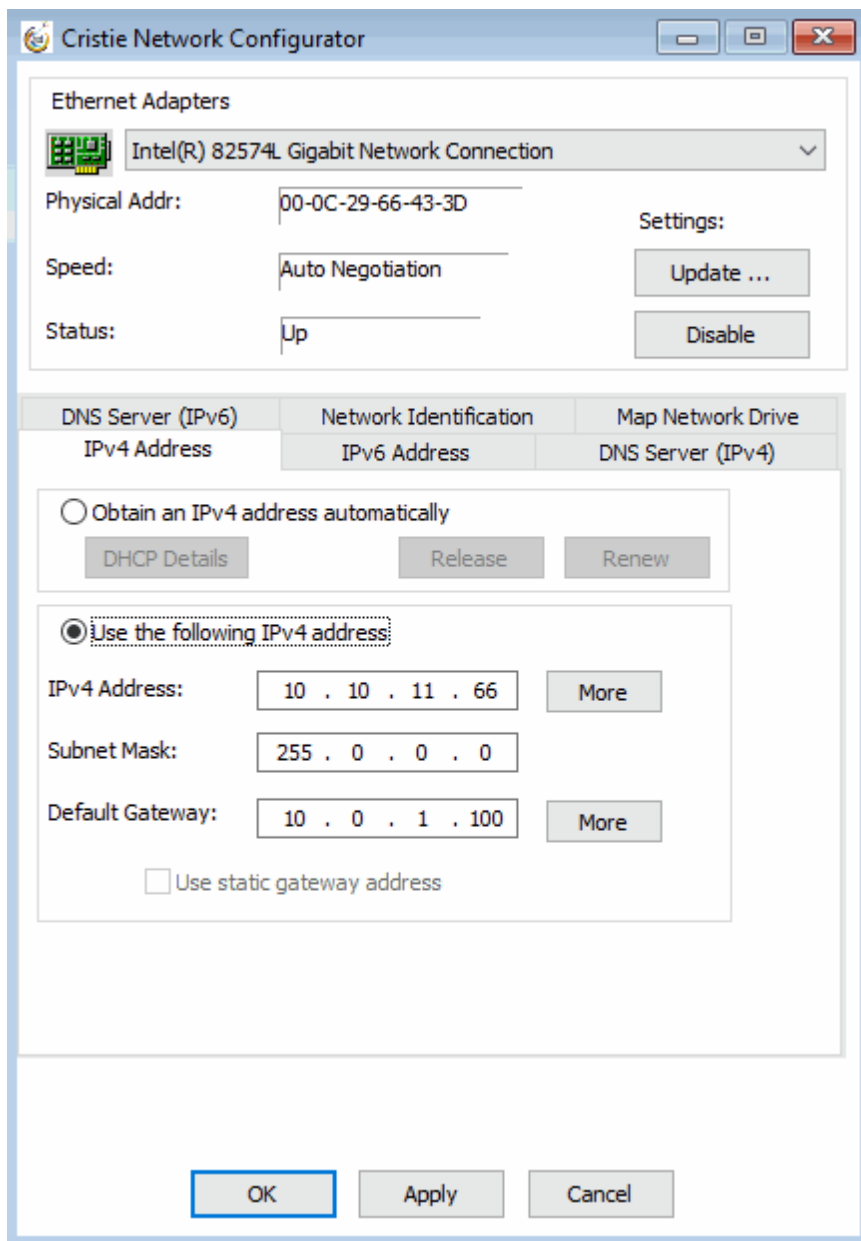 Cristie Network Configurator
Ethernet Adapters
Intel(R) 82574L Gigabit Network Connection
Physical Addr: 00-0C-29-66-43-3D
Settings:
Speed: Auto Negotiation
Update ...
Status: Up
Disable
DNS Server (IPv6) Network Identification Map Network Drive
IPv4 Address IPv6 Address DNS Server (IPv4)
Obtain an IPv4 address automatically
DHCP Details Release Renew
Use the following IPv4 address
IPv4 Address: 10 . 10 . 11 . 66 More
Subnet Mask: 255 . 0 . 0 . 0
Default Gateway: 10 . 0 . 1 . 100 More
Use static gateway address
OK Apply Cancel